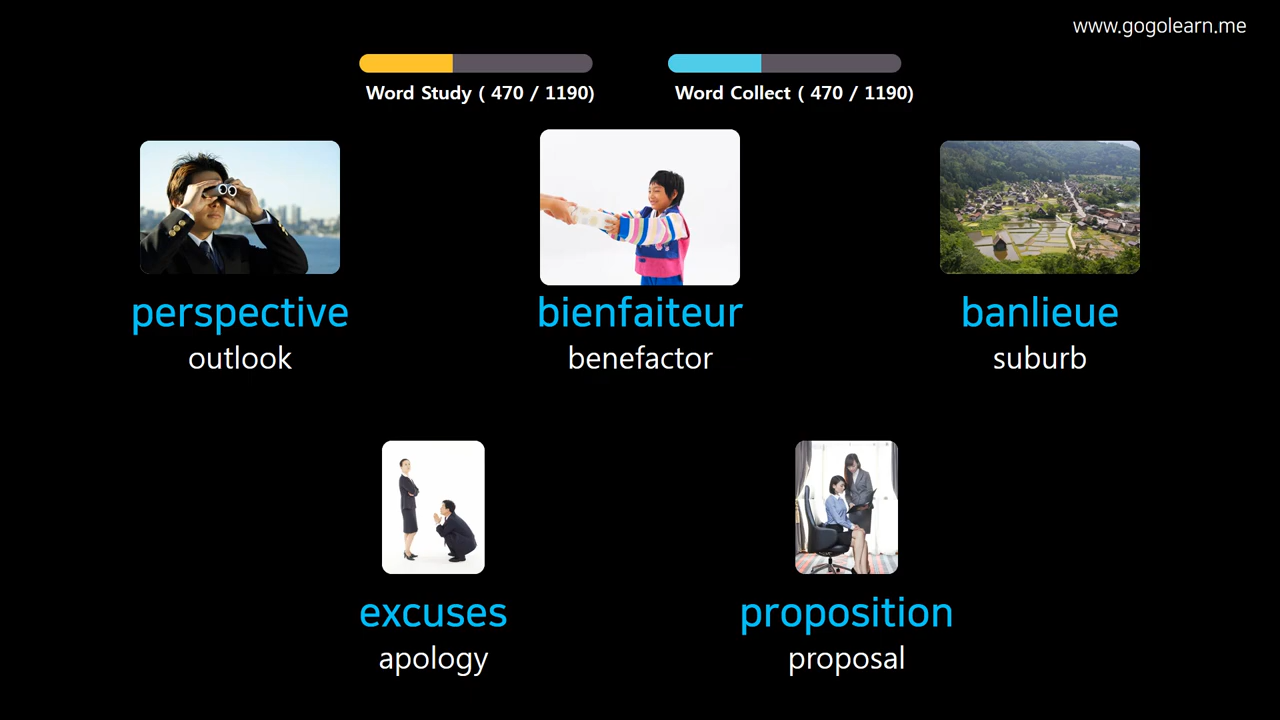 www.gogolearn.me
Word Study ( 470 / 1190)
Word Collect ( 470 / 1190)
perspective
outlook
bienfaiteur
benefactor
banlieue
suburb
excuses
apology
proposition
proposal